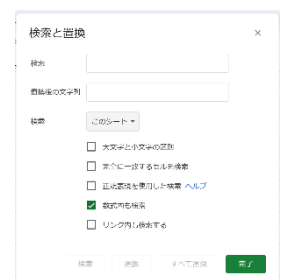 検索と置換
検索
置換後の文字列
検索
このシート
大文字と小文字の区別
完全に一致するセルを検索
正規表現を使用した検索 ヘルプ
数式内も検索
リンク内も検索する
検索 置換 すべて置換 完了